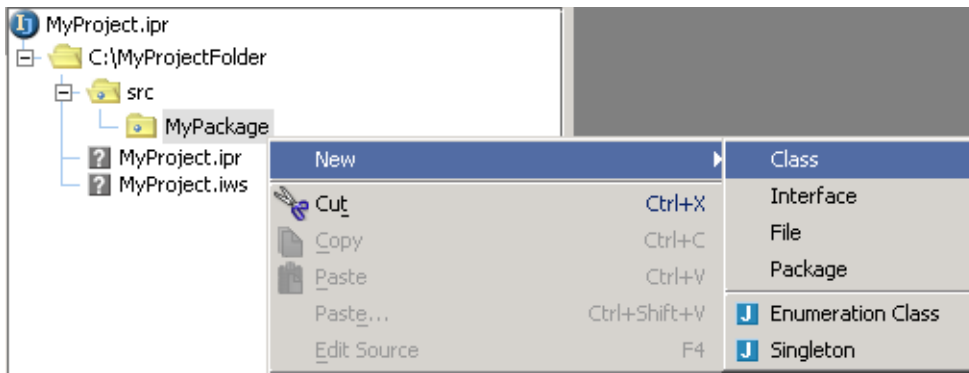 MyProject.ipr
C:\MyProjectFolder
src
MyPackage
MyProject.ipr
MyProject.iws
New
Cut Ctrl+X
Copy Ctrl+C
Paste Ctrl+V
Paste... Ctrl+Shift+V
Edit Source F4
Class
Interface
File
Package
Enumeration Class
Singleton